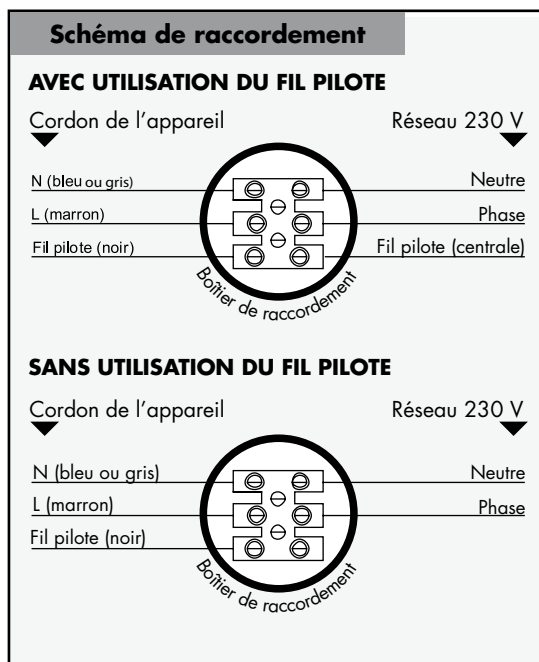 Schéma de raccordement
AVEC UTILISATION DU FIL PILOTE
Cordon de l'appareil Réseau 230 V
N (bleu ou gris) Neutre
L (marron) Phase
Fil pilote (noir) Fil pilote (centrale)
Boîtier de raccordement
SANS UTILISATION DU FIL PILOTE
Cordon de l'appareil Réseau 230 V
N (bleu ou gris) Neutre
L (marron) Phase
Fil pilote (noir)
Boîtier de raccordement